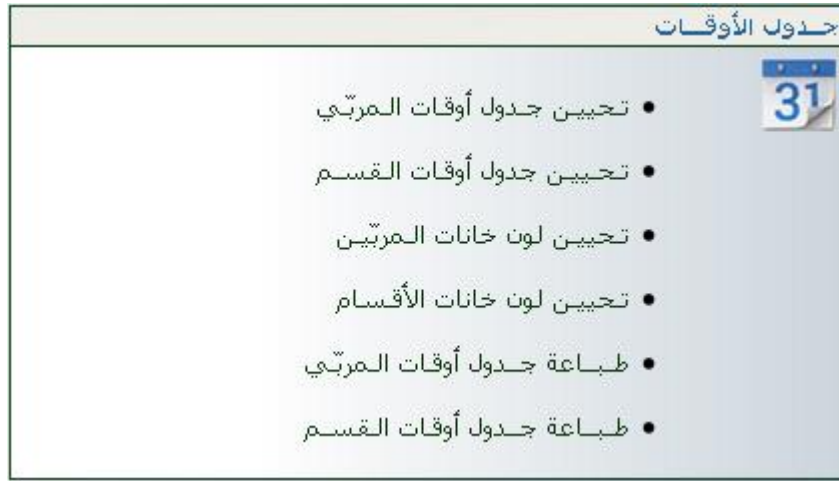 جدول الأوقات
31
• تحيين جدول أوقات المربّي
• تحيين جدول أوقات القسم
• تحيين لون خانات المربّين
• تحيين لون خانات الأقسام
• طباعة جدول أوقات المربّي
• طباعة جدول أوقات القسم